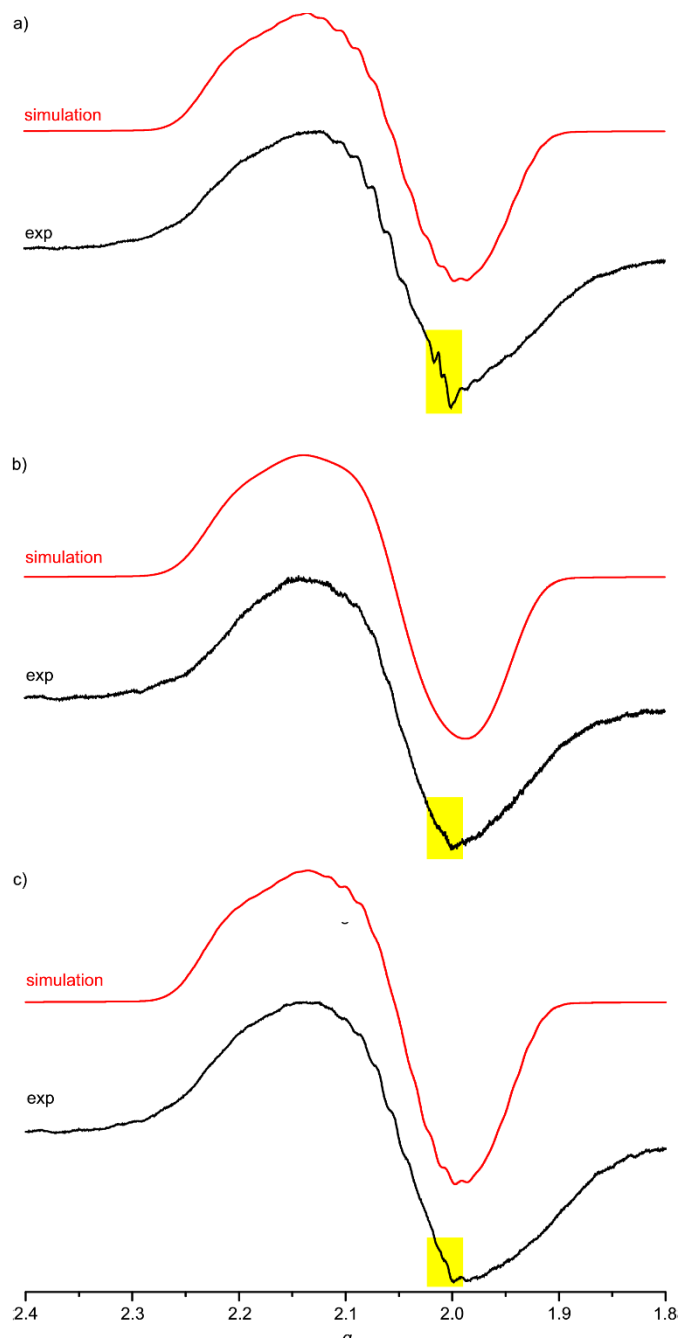 a)
simulation
exp
b)
simulation
exp
c)
simulation
exp
2.4 2.3 2.2 2.1 2.0 1.9 1.8
g